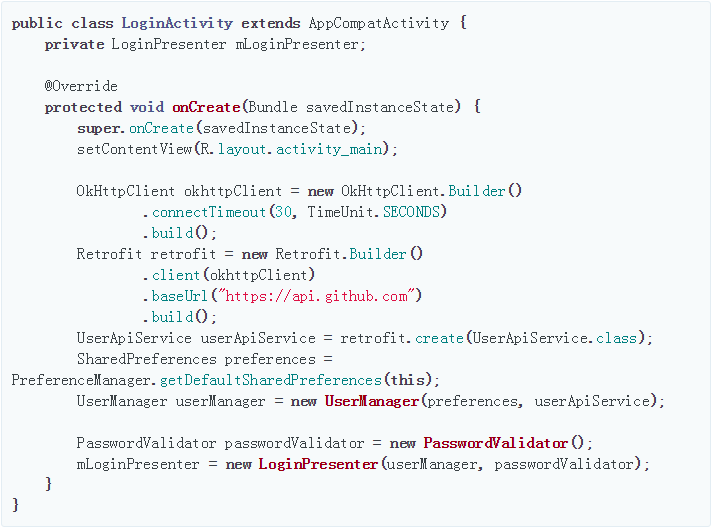 public class LoginActivity extends AppCompatActivity {
    private LoginPresenter mLoginPresenter;

    @Override
    protected void onCreate(Bundle savedInstanceState) {
        super.onCreate(savedInstanceState);
        setContentView(R.layout.activity_main);

        OkHttpClient okhttpClient = new OkHttpClient.Builder()
                .connectTimeout(30, TimeUnit.SECONDS)
                .build();
        Retrofit retrofit = new Retrofit.Builder()
                .client(okhttpClient)
                .baseUrl("https://api.github.com")
                .build();
        UserApiService userApiService = retrofit.create(UserApiService.class);
        SharedPreferences preferences =
PreferenceManager.getDefaultSharedPreferences(this);
        UserManager userManager = new UserManager(preferences, userApiService);

        PasswordValidator passwordValidator = new PasswordValidator();
        mLoginPresenter = new LoginPresenter(userManager, passwordValidator);
    }
}